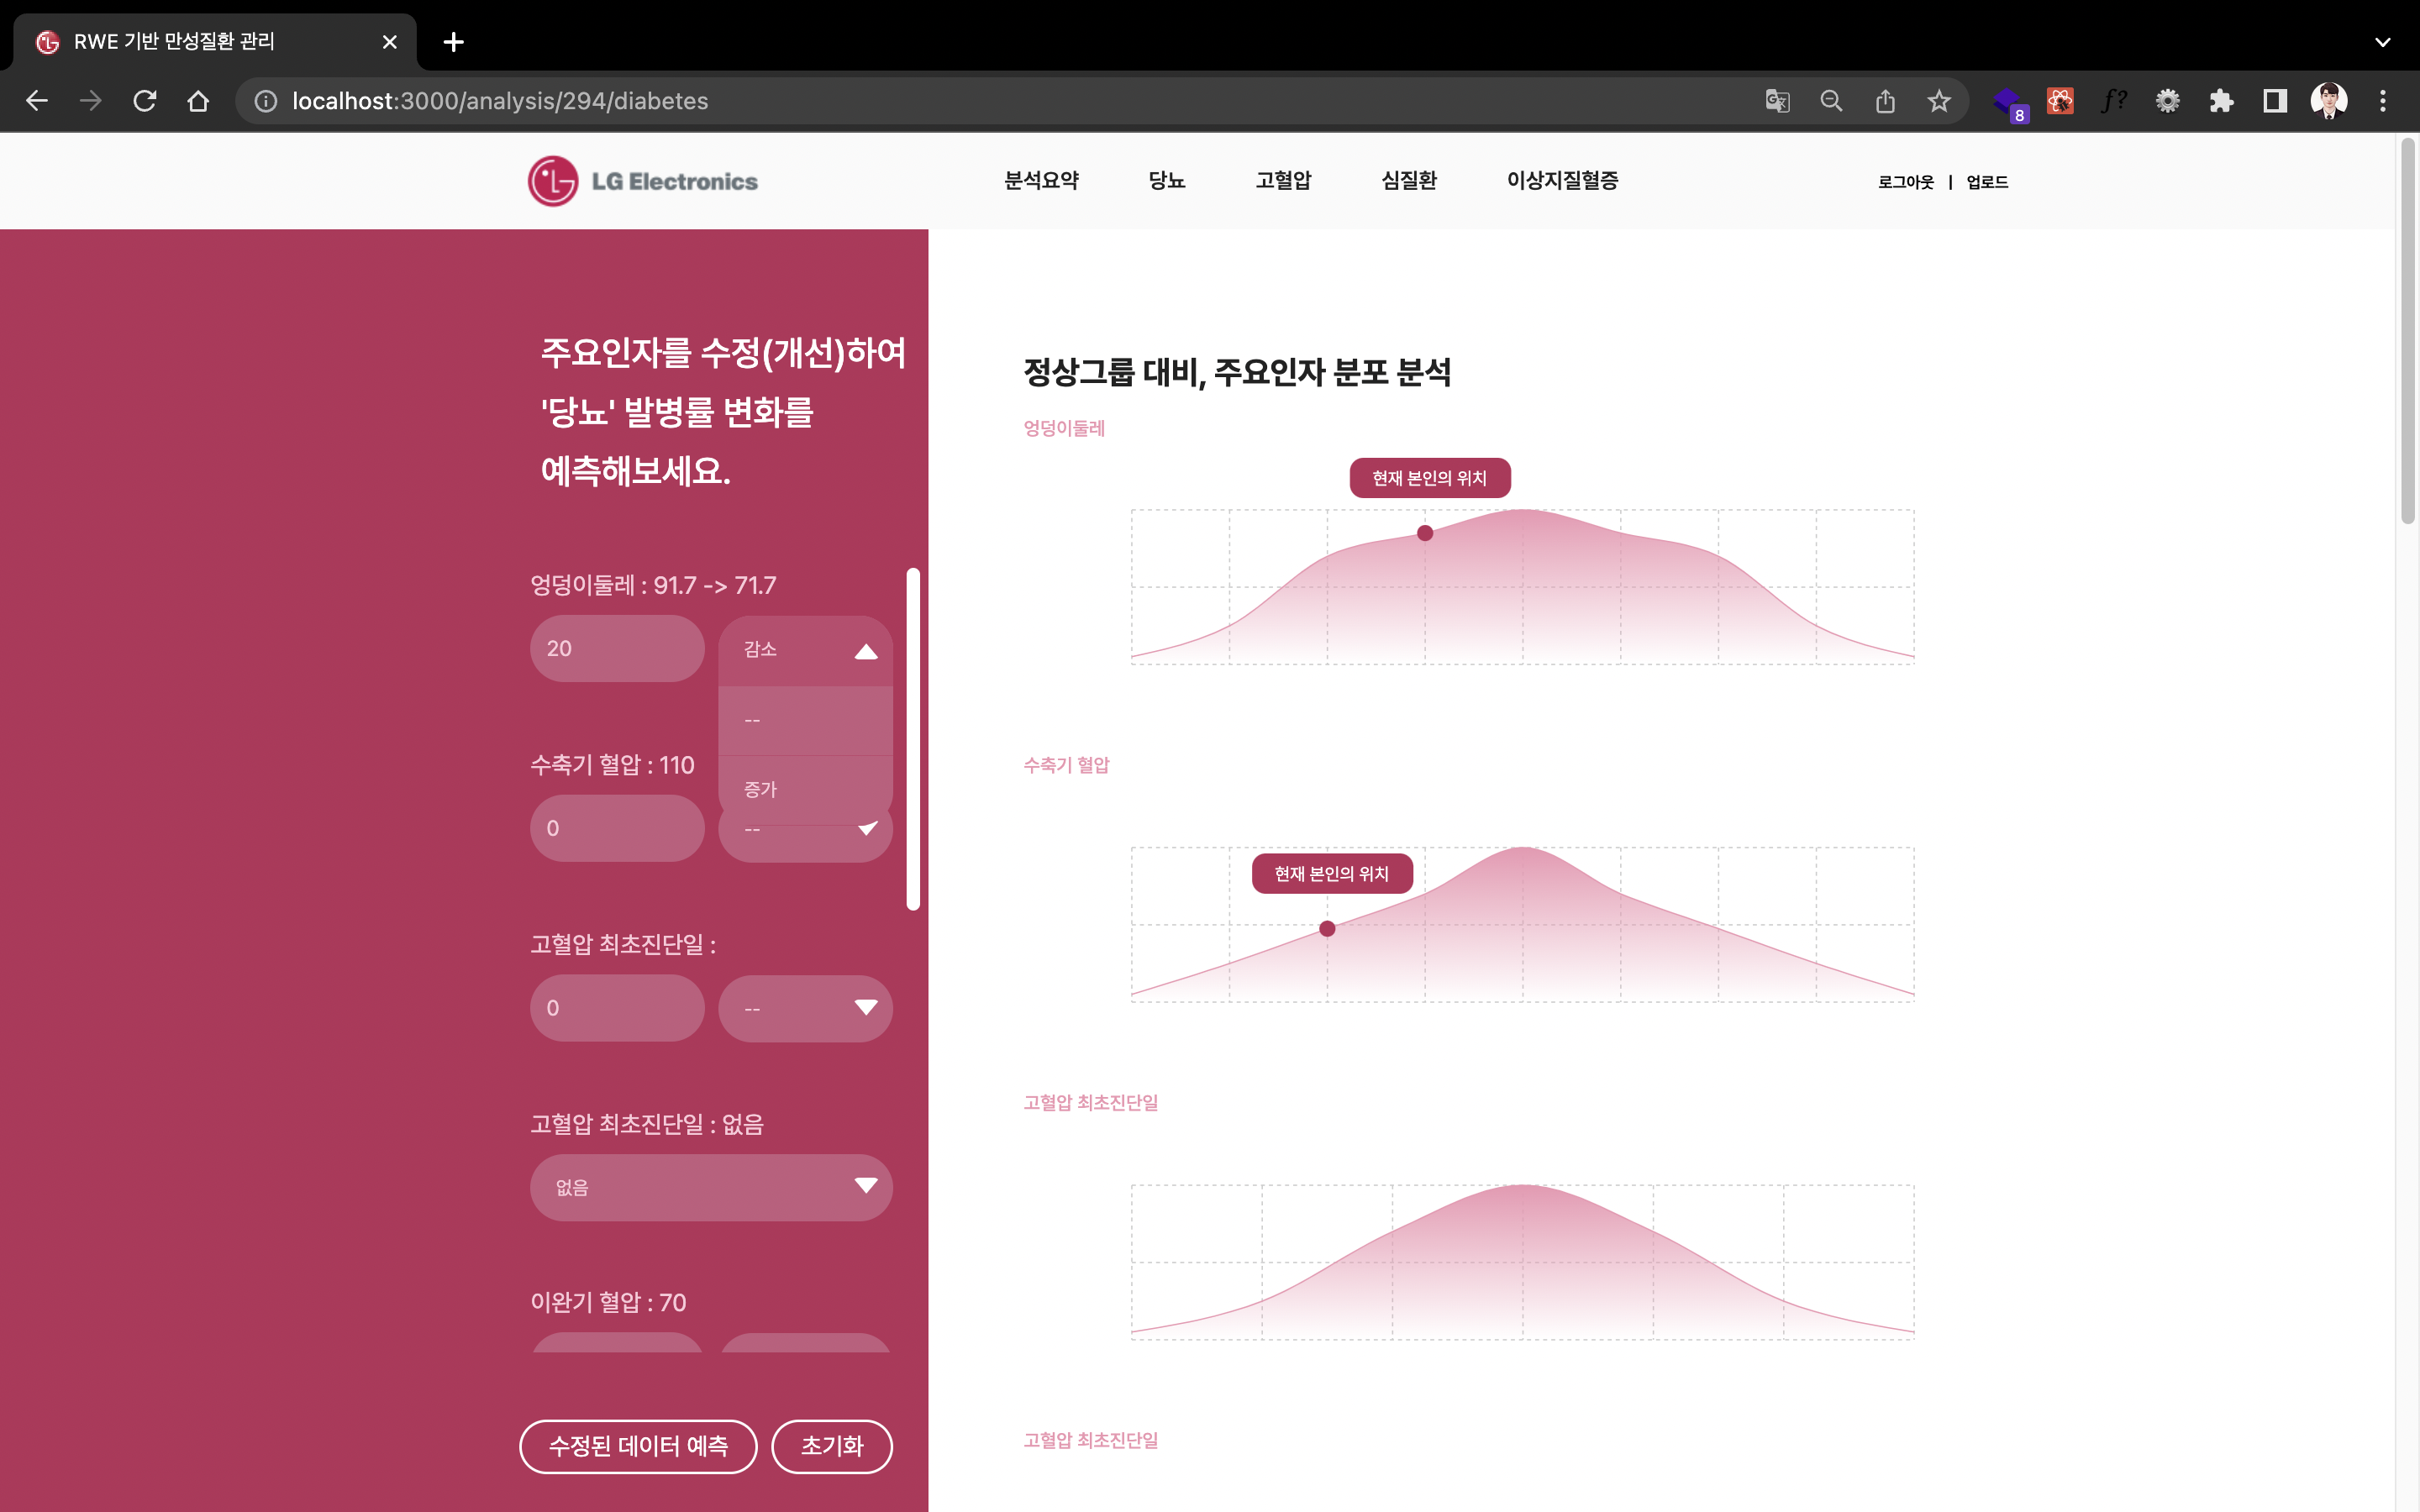 RWE 기반 만성질환 관리
localhost:3000/analysis/294/diabetes
8
f?
LG Electronics
분석요약
당뇨
고혈압
심질환
이상지질혈증
로그아웃 | 업로드
주요인자를 수정(개선)하여
'당뇨' 발병률 변화를
예측해보세요.
엉덩이둘레 : 91.7 -> 71.7
20
감소
--
증가
수축기 혈압 : 110
0
--
고혈압 최초진단일 :
0
--
고혈압 최초진단일 : 없음
없음
이완기 혈압 : 70
수정된 데이터 예측
초기화
정상그룹 대비, 주요인자 분포 분석
엉덩이둘레
현재 본인의 위치
수축기 혈압
현재 본인의 위치
고혈압 최초진단일
고혈압 최초진단일